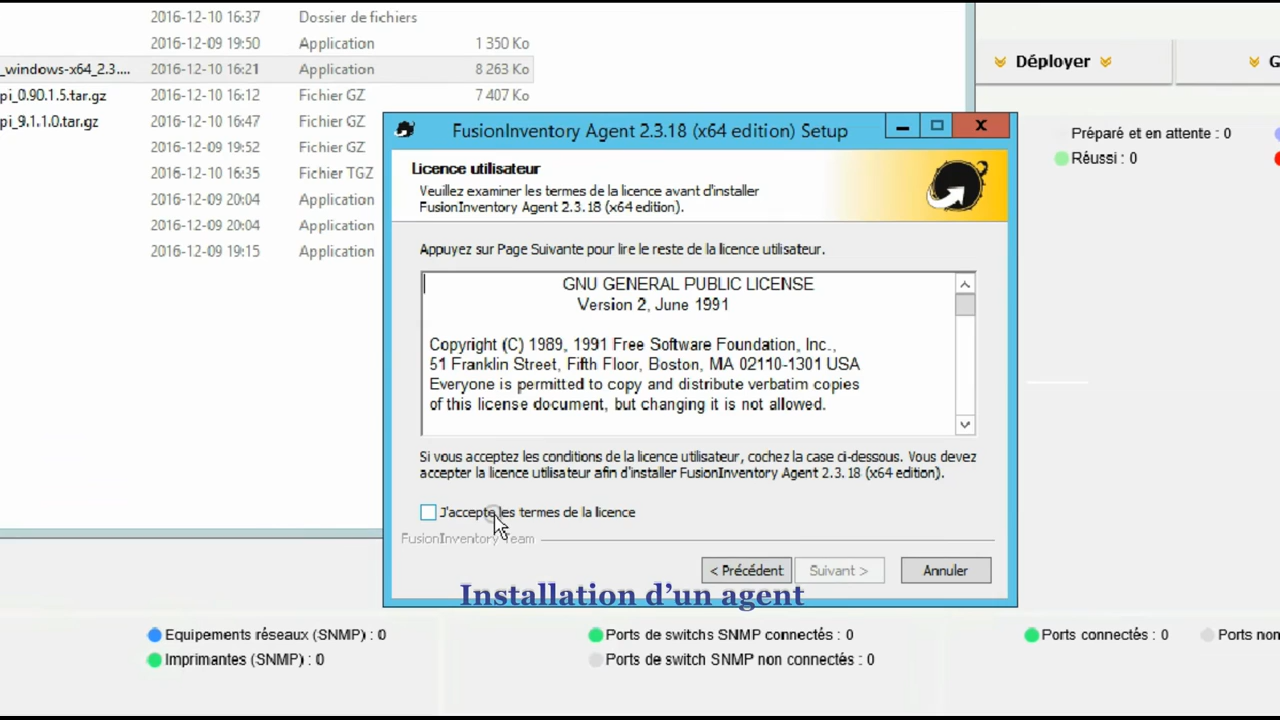 2016-12-10 16:37 Dossier de fichiers
2016-12-09 19:50 Application 1 350 Ko
_windows-x64_2.3.... 2016-12-10 16:21 Application 8 263 Ko
pi_0.90.1.5.tar.gz 2016-12-10 16:12 Fichier GZ 7 407 Ko
pi_9.1.1.0.tar.gz 2016-12-10 16:47 Fichier GZ
2016-12-09 19:52 Fichier GZ
2016-12-10 16:35 Fichier TGZ
2016-12-09 20:04 Application
2016-12-09 20:04 Application
2016-12-09 19:15 Application
Déployer
G
Préparé et en attente : 0
Réussi : 0
FusionInventory Agent 2.3.18 (x64 edition) Setup
Licence utilisateur
Veuillez examiner les termes de la licence avant d'installer
FusionInventory Agent 2.3.18 (x64 edition).
Appuyez sur Page Suivante pour lire le reste de la licence utilisateur.
GNU GENERAL PUBLIC LICENSE
Version 2, June 1991
Copyright (C) 1989, 1991 Free Software Foundation, Inc.,
51 Franklin Street, Fifth Floor, Boston, MA 02110-1301 USA
Everyone is permitted to copy and distribute verbatim copies
of this license document, but changing it is not allowed.
Si vous acceptez les conditions de la licence utilisateur, cochez la case ci-dessous. Vous devez
accepter la licence utilisateur afin d'installer FusionInventory Agent 2.3.18 (x64 edition).
J'accepte les termes de la licence
FusionInventory Team
< Précédent Suivant > Annuler
Installation d'un agent
Equipements réseaux (SNMP) : 0
Imprimantes (SNMP) : 0
Ports de switchs SNMP connectés : 0
Ports de switch SNMP non connectés : 0
Ports connectés : 0
Ports non